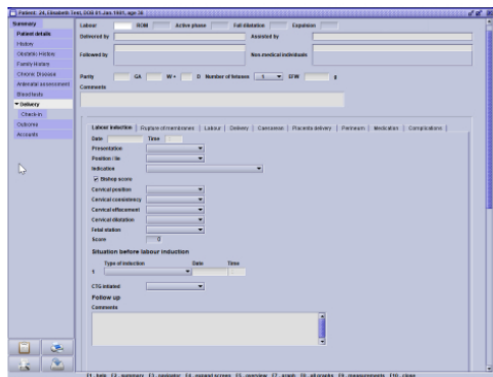 Patient: 24, Elisabeth Test, DOB 01 Jan 1981, age 30
Summary
Patient details
History
Obstetric History
Family History
Chronic Disease
Antenatal assessment
Blood tests
Delivery
Check-in
Outcome
Accounts
Labour ROM Active phase Full dilatation Expulsion
Delivered by Assisted by
Followed by Non-medical individuals
Parity GA W + D Number of fetuses 1 EFW g
Comments
Labour induction Rupture of membranes Labour Delivery Caesarean Placenta delivery Perineum Medication Complications
Date Time
Presentation
Position / lie
Indication
Bishop score
Cervical position
Cervical consistency
Cervical effacement
Cervical dilatation
Fetal station
Score 0
Situation before labour induction
Type of induction Date Time
1
CTG initiated
Follow up
Comments
F1 - help F2 - summary F3 - navigator F4 - expand screen F5 - overview F7 - graph F8 - all graphs F9 - measurements F10 - close